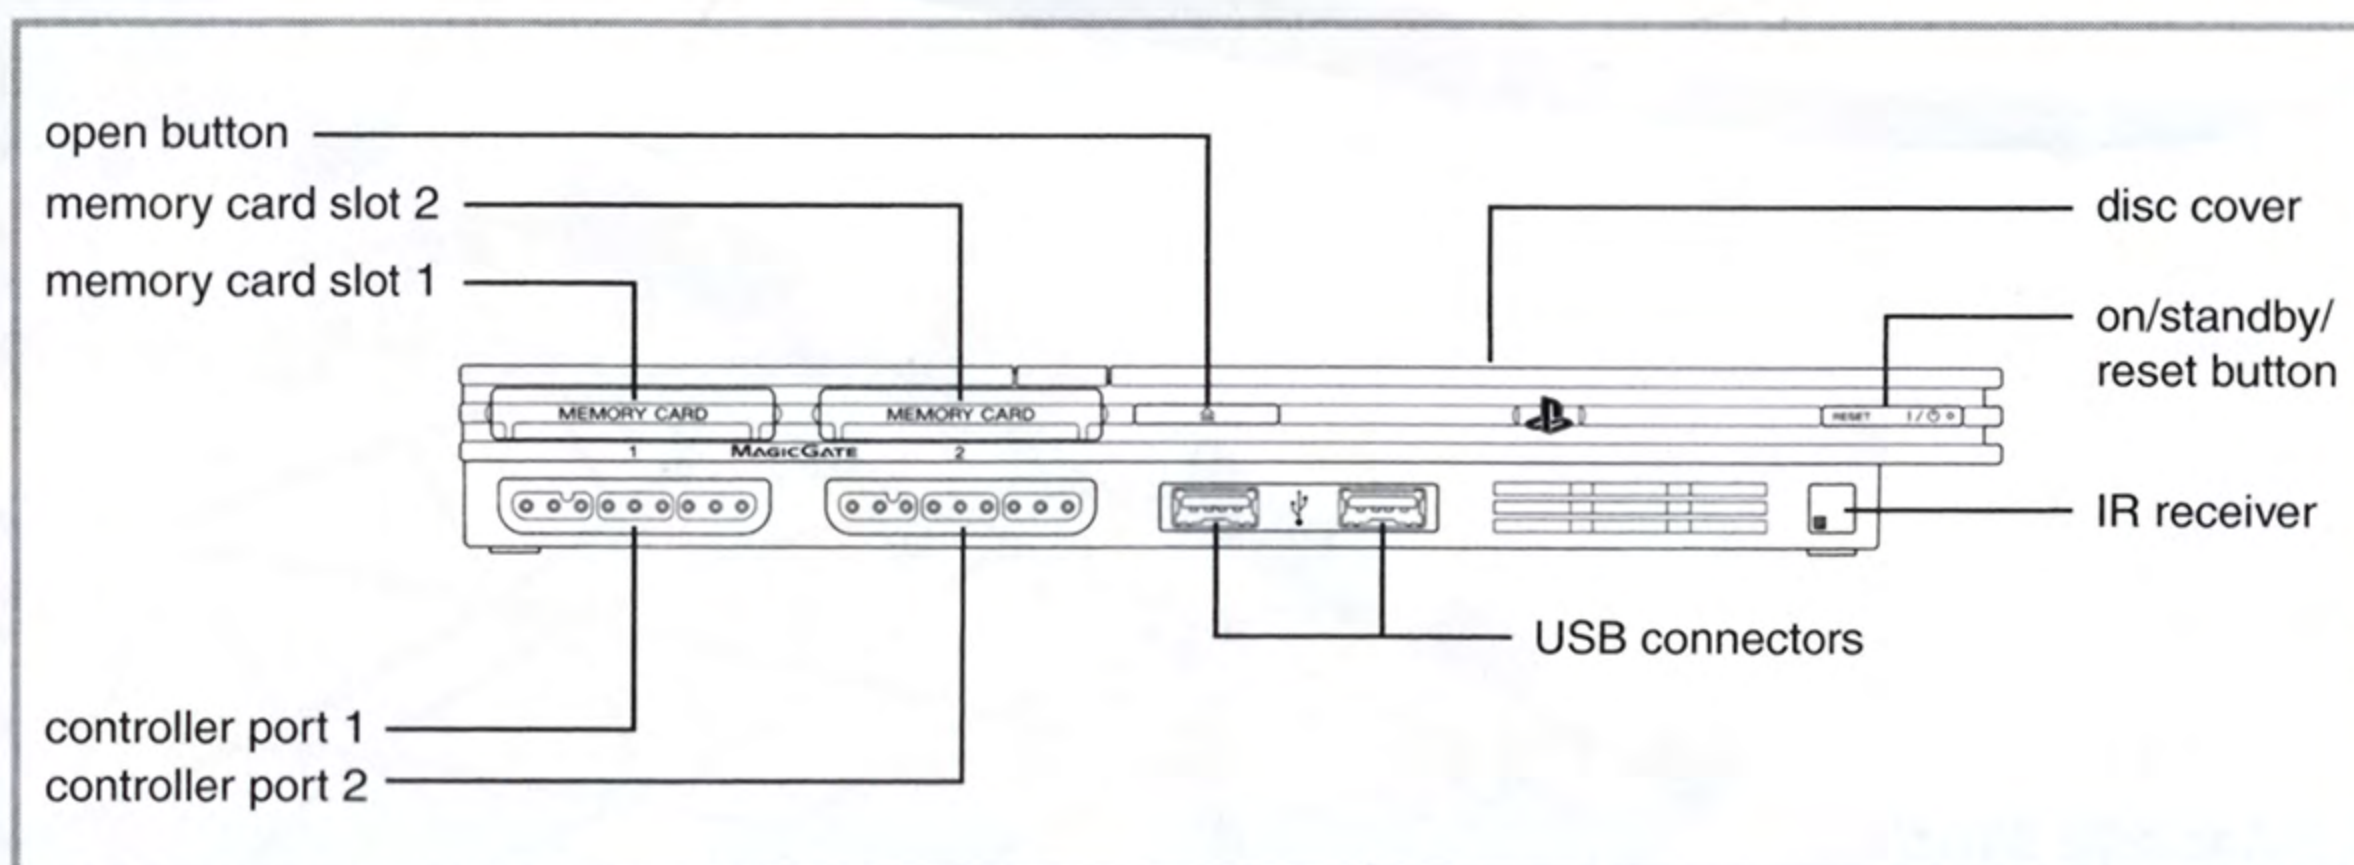 open button
memory card slot 2
memory card slot 1
disc cover
on/standby/
reset button
MEMORY CARD
MEMORY CARD
RESET
1
MAGICGATE
2
IR receiver
USB connectors
controller port 1
controller port 2